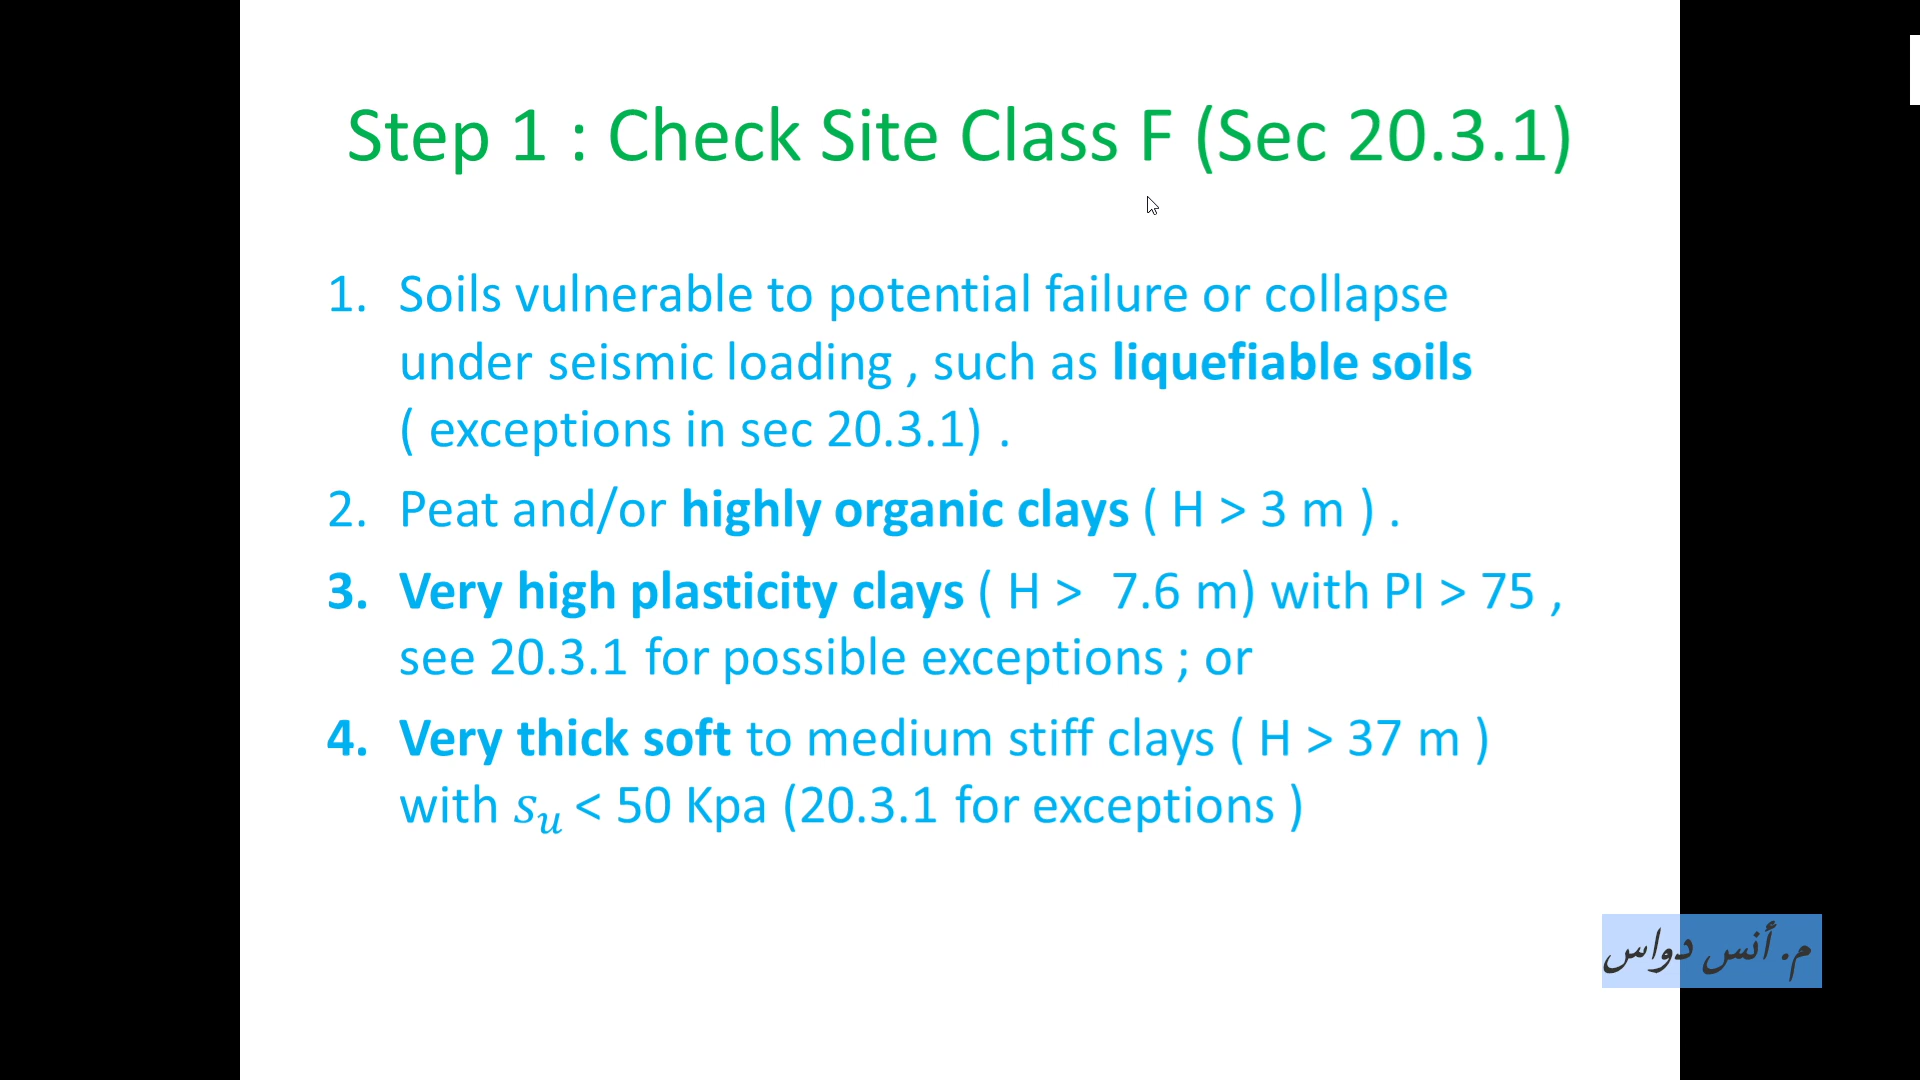 Step 1 : Check Site Class F (Sec 20.3.1)
1. Soils vulnerable to potential failure or collapse
under seismic loading , such as liquefiable soils
( exceptions in sec 20.3.1) .
2. Peat and/or highly organic clays ( H > 3 m ) .
3. Very high plasticity clays ( H > 7.6 m) with PI > 75 ,
see 20.3.1 for possible exceptions ; or
4. Very thick soft to medium stiff clays ( H > 37 m )
with su < 50 Kpa (20.3.1 for exceptions )
م. أنس دواس